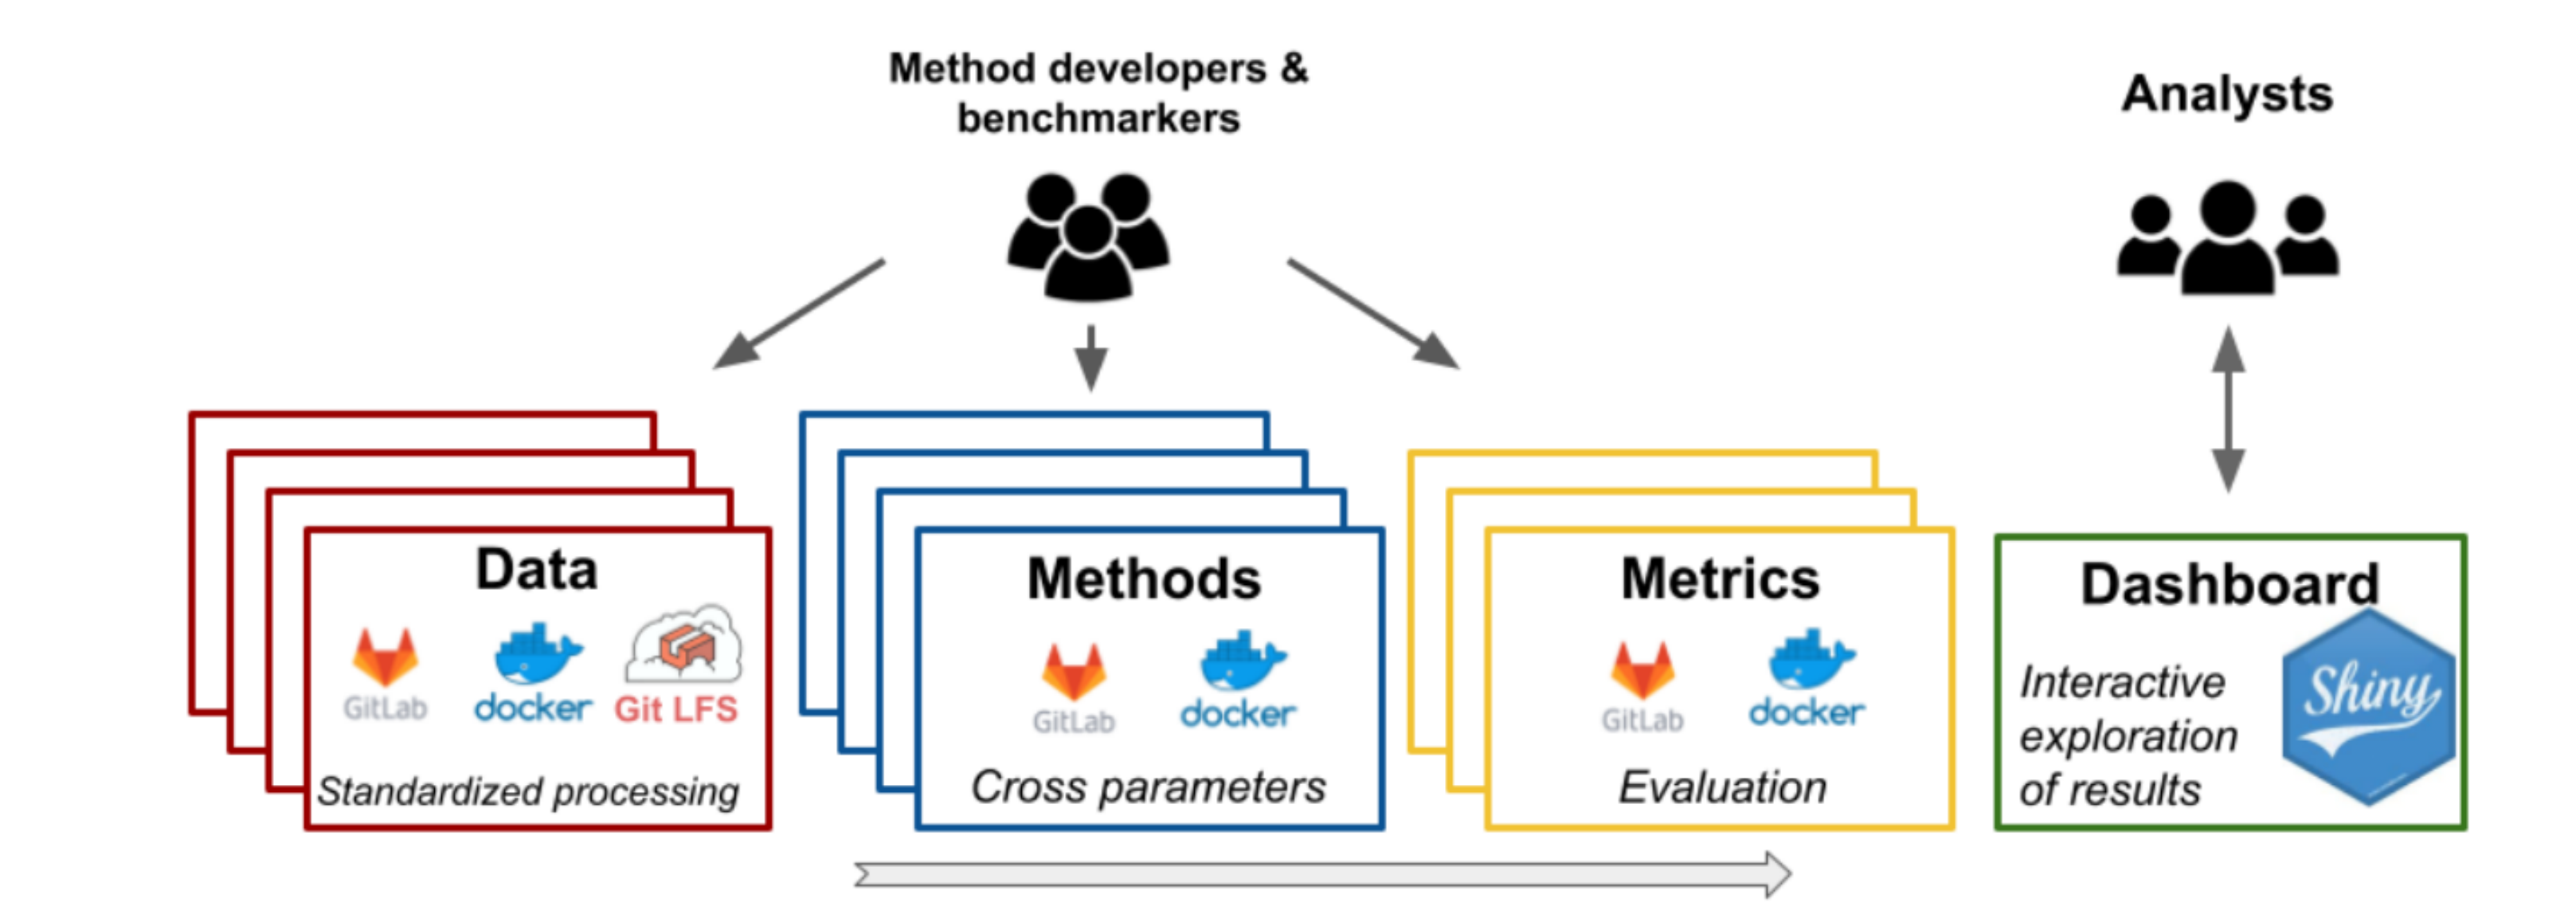 Method developers &
benchmarkers
Analysts
Data
GitLab
docker
Git LFS
Standardized processing
Methods
GitLab
docker
Cross parameters
Metrics
GitLab
docker
Evaluation
Dashboard
Interactive
exploration
of results
Shiny